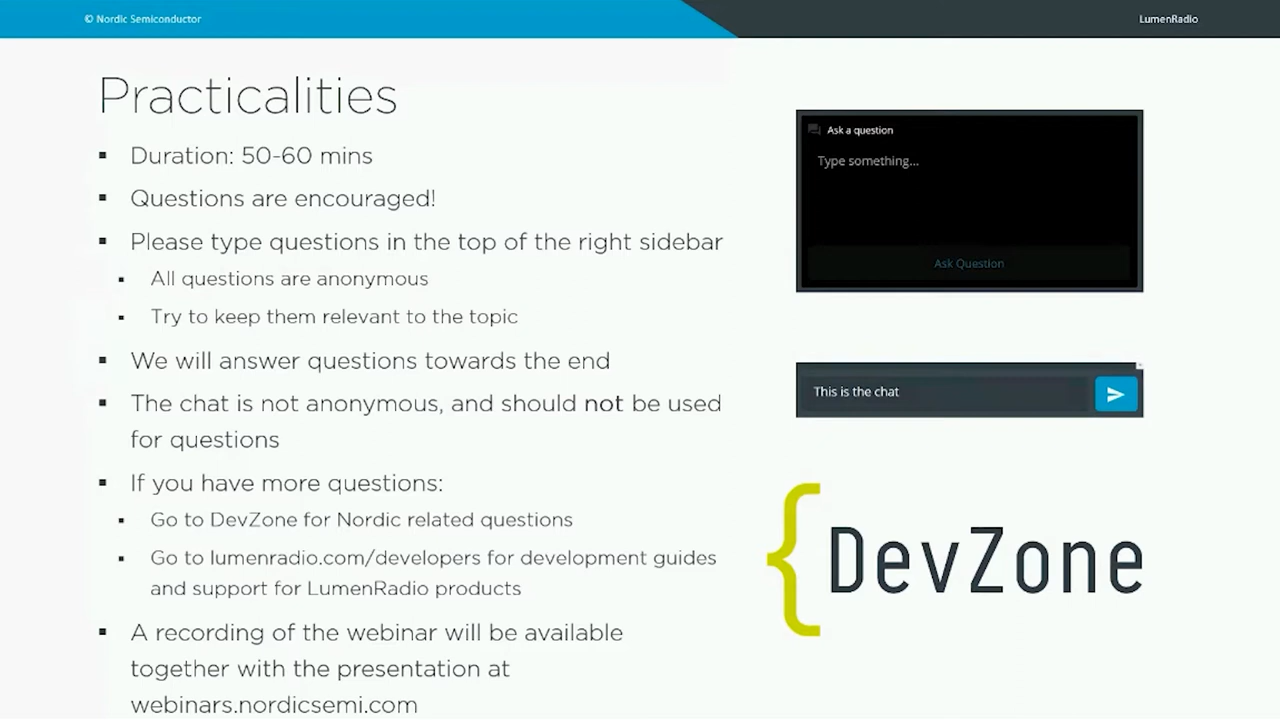 © Nordic Semiconductor
LumenRadio
Practicalities
▪ Duration: 50-60 mins
▪ Questions are encouraged!
▪ Please type questions in the top of the right sidebar
▪ All questions are anonymous
▪ Try to keep them relevant to the topic
▪ We will answer questions towards the end
▪ The chat is not anonymous, and should not be used
for questions
▪ If you have more questions:
▪ Go to DevZone for Nordic related questions
▪ Go to lumenradio.com/developers for development guides
and support for LumenRadio products
▪ A recording of the webinar will be available
together with the presentation at
webinars.nordicsemi.com
Ask a question
Type something...
Ask Question
This is the chat
{DevZone